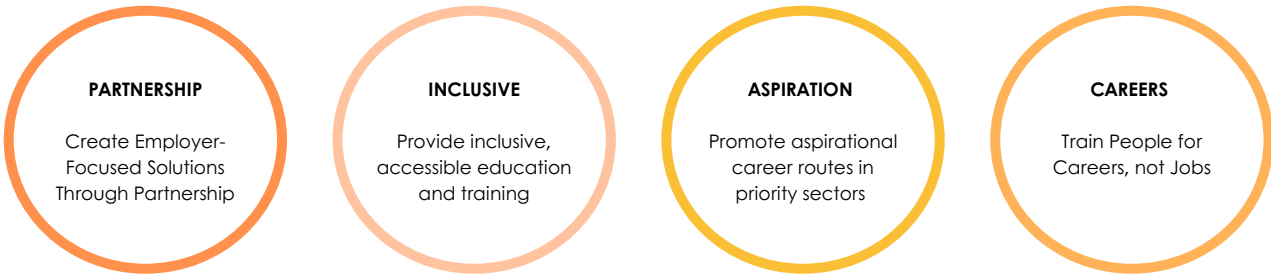 PARTNERSHIP
Create Employer-
Focused Solutions
Through Partnership
INCLUSIVE
Provide inclusive,
accessible education
and training
ASPIRATION
Promote aspirational
career routes in
priority sectors
CAREERS
Train People for
Careers, not Jobs